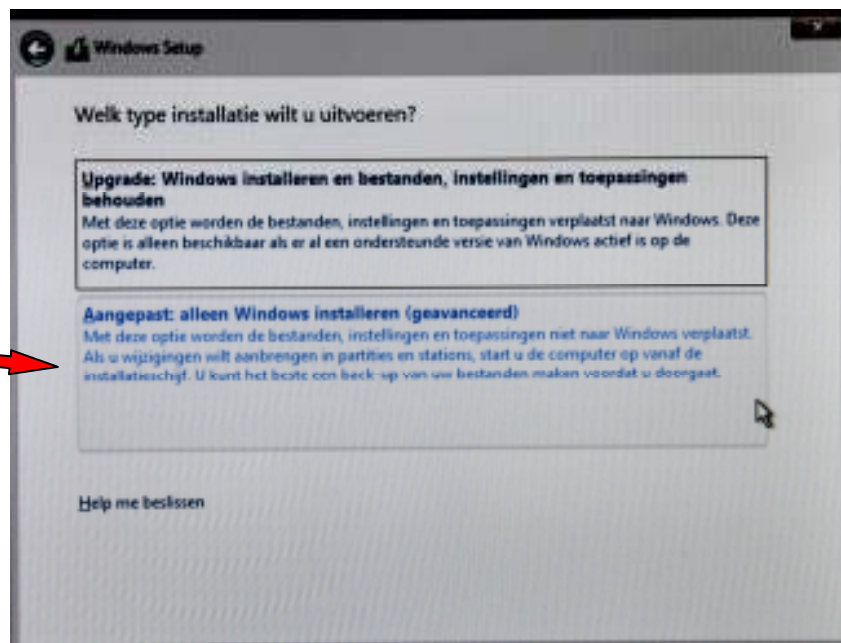 Windows Setup
Welk type installatie wilt u uitvoeren?
Upgrade: Windows installeren en bestanden, instellingen en toepassingen
behouden
Met deze optie worden de bestanden, instellingen en toepassingen verplaatst naar Windows. Deze
optie is alleen beschikbaar als er al een ondersteunde versie van Windows actief is op de
computer.
Aangepast: alleen Windows installeren (geavanceerd)
Met deze optie worden de bestanden, instellingen en toepassingen niet naar Windows verplaatst.
Als u wijzigingen wilt aanbrengen in partities en stations, start u de computer op vanaf de
installatieschijf. U kunt het beste een back-up van uw bestanden maken voordat u doorgaat.
Help me beslissen